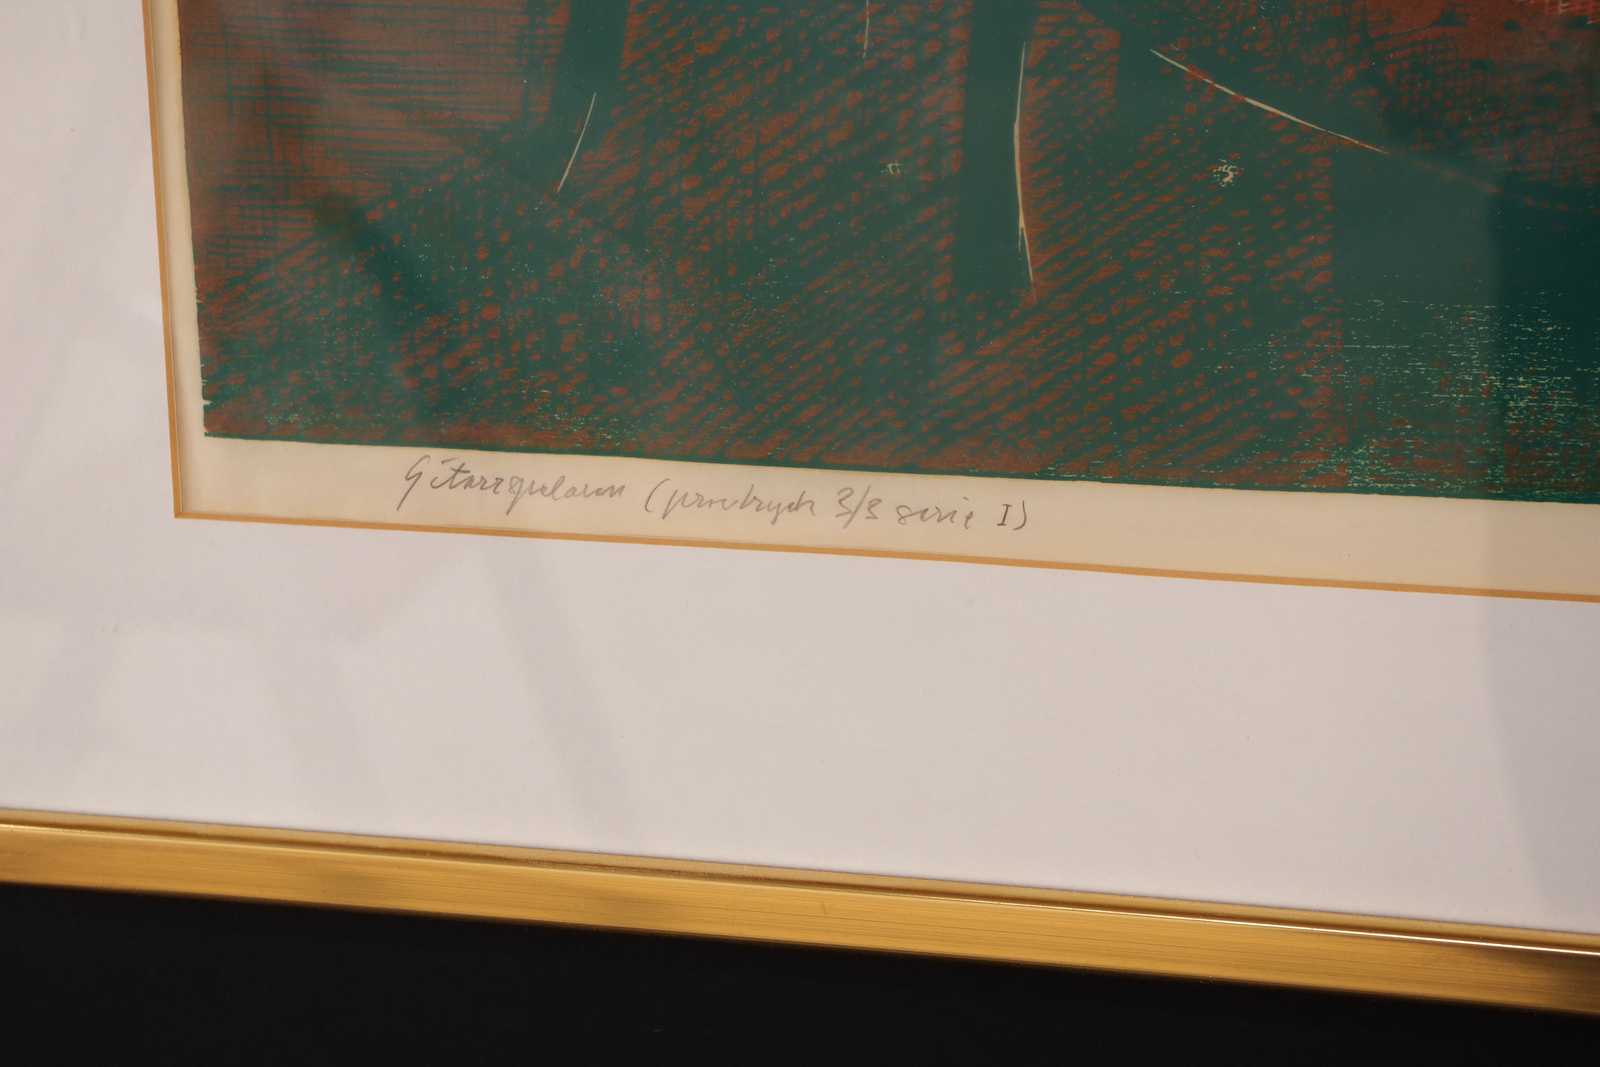 Gitarrspelaren (provtryck 3/3 serie I)